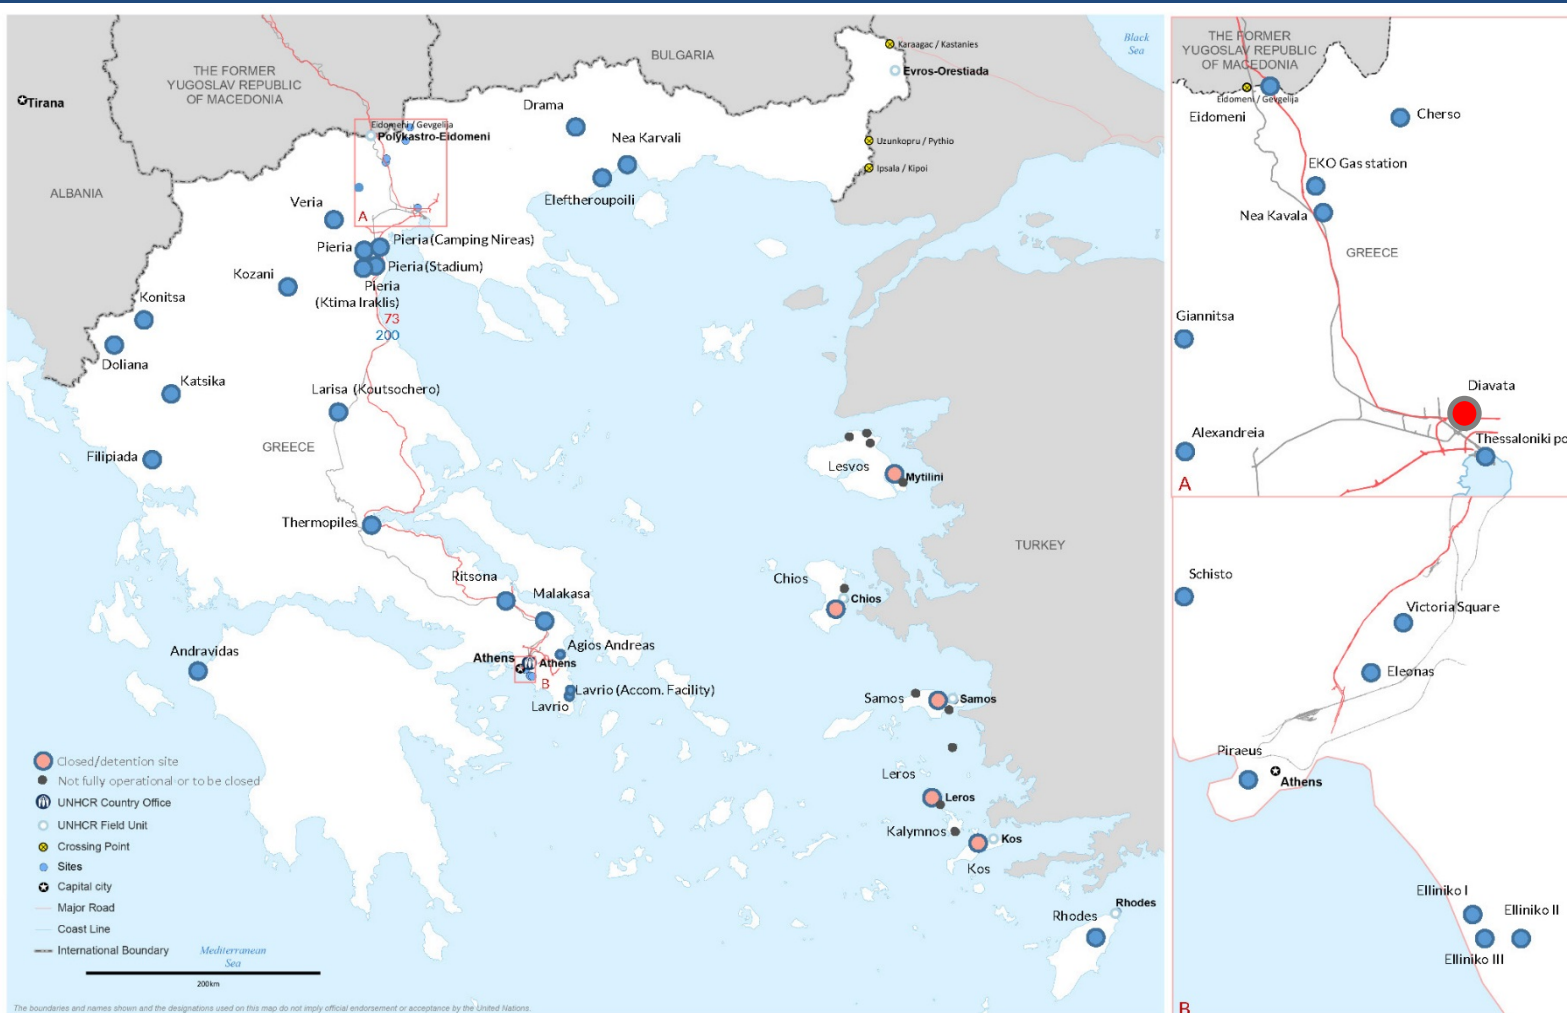 BULGARIA
Black
Sea
Karaagac / Kastanies
Evros-Orestiada
THE FORMER
YUGOSLAV REPUBLIC
OF MACEDONIA
Tirana
Drama
Eidomeni / Gevgelija
Polykastro-Eidomeni
Nea Karvali
Uzunkopru / Pythio
Ipsala / Kipoi
ALBANIA
Veria
A
Eleftheroupoili
Pieria
Pieria (Camping Nireas)
Pieria (Stadium)
Kozani
Pieria
(Ktima Iraklis)
73
200
Konitsa
Doliana
Katsika
Larisa (Koutsochero)
GREECE
Filipiada
Lesvos
Mytilini
Thermopiles
TURKEY
Ritsona
Malakasa
Chios
Chios
Andravidas
Agios Andreas
Athens
Athens
B
Lavrio (Accom. Facility)
Lavrio
Samos
Samos
Leros
Leros
Kalymnos
Kos
Kos
Rhodes
Rhodes
Closed/detention site
Not fully operational or to be closed
UNHCR Country Office
UNHCR Field Unit
Crossing Point
Sites
Capital city
Major Road
Coast Line
International Boundary
Mediterranean
Sea
200km
The boundaries and names shown and the designations used on this map do not imply official endorsement or acceptance by the United Nations.
THE FORMER
YUGOSLAV REPUBLIC
OF MACEDONIA
Eidomeni / Gevgelija
Eidomeni
Cherso
EKO Gas station
Nea Kavala
GREECE
Giannitsa
Diavata
Alexandreia
Thessaloniki po
A
Schisto
Victoria Square
Eleonas
Piraeus
Athens
Elliniko I
Elliniko II
Elliniko III
B